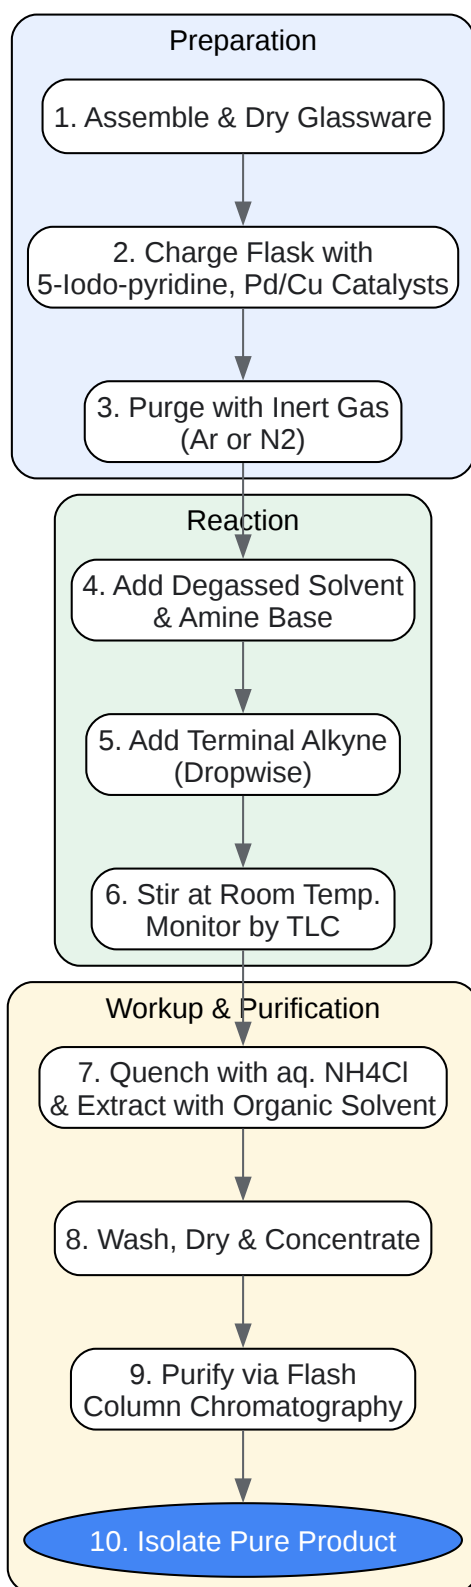 Preparation
1. Assemble & Dry Glassware
2. Charge Flask with
5-Iodo-pyridine, Pd/Cu Catalysts
3. Purge with Inert Gas
(Ar or N2)
Reaction
4. Add Degassed Solvent
& Amine Base
5. Add Terminal Alkyne
(Dropwise)
6. Stir at Room Temp.
Monitor by TLC
Workup & Purification
7. Quench with aq. NH4Cl
& Extract with Organic Solvent
8. Wash, Dry & Concentrate
9. Purify via Flash
Column Chromatography
10. Isolate Pure Product